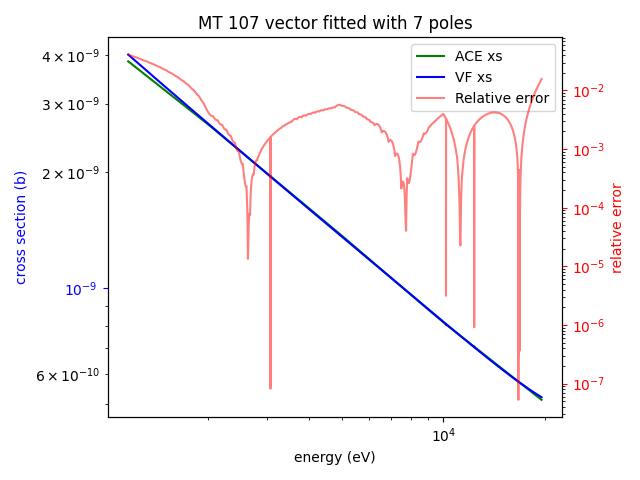 MT 107 vector fitted with 7 poles
ACE xs
VF xs
Relative error
4 × 10⁻⁹
3 × 10⁻⁹
2 × 10⁻⁹
10⁻⁹
6 × 10⁻¹⁰
cross section (b)
10⁻²
10⁻³
10⁻⁴
10⁻⁵
10⁻⁶
10⁻⁷
relative error
10⁴
energy (eV)